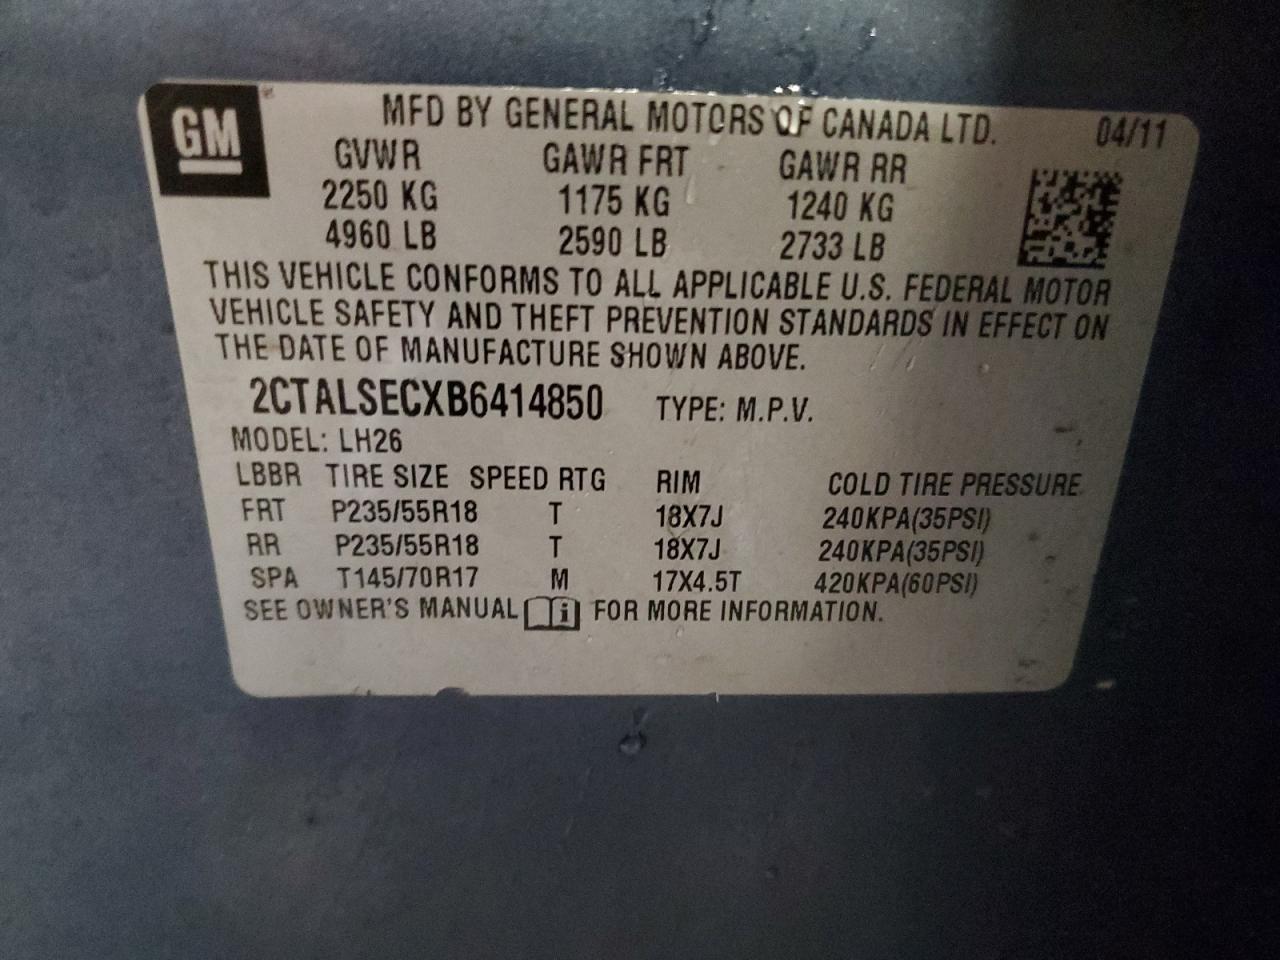 GM
MFD BY GENERAL MOTORS OF CANADA LTD. 04/11
GVWR GAWR FRT GAWR RR
2250 KG 1175 KG 1240 KG
4960 LB 2590 LB 2733 LB
THIS VEHICLE CONFORMS TO ALL APPLICABLE U.S. FEDERAL MOTOR
VEHICLE SAFETY AND THEFT PREVENTION STANDARDS IN EFFECT ON
THE DATE OF MANUFACTURE SHOWN ABOVE.
2CTALSECXB6414850 TYPE: M.P.V.
MODEL: LH26
LBBR TIRE SIZE SPEED RTG RIM COLD TIRE PRESSURE
FRT P235/55R18 T 18X7J 240KPA(35PSI)
RR P235/55R18 T 18X7J 240KPA(35PSI)
SPA T145/70R17 M 17X4.5T 420KPA(60PSI)
SEE OWNER'S MANUAL i FOR MORE INFORMATION.